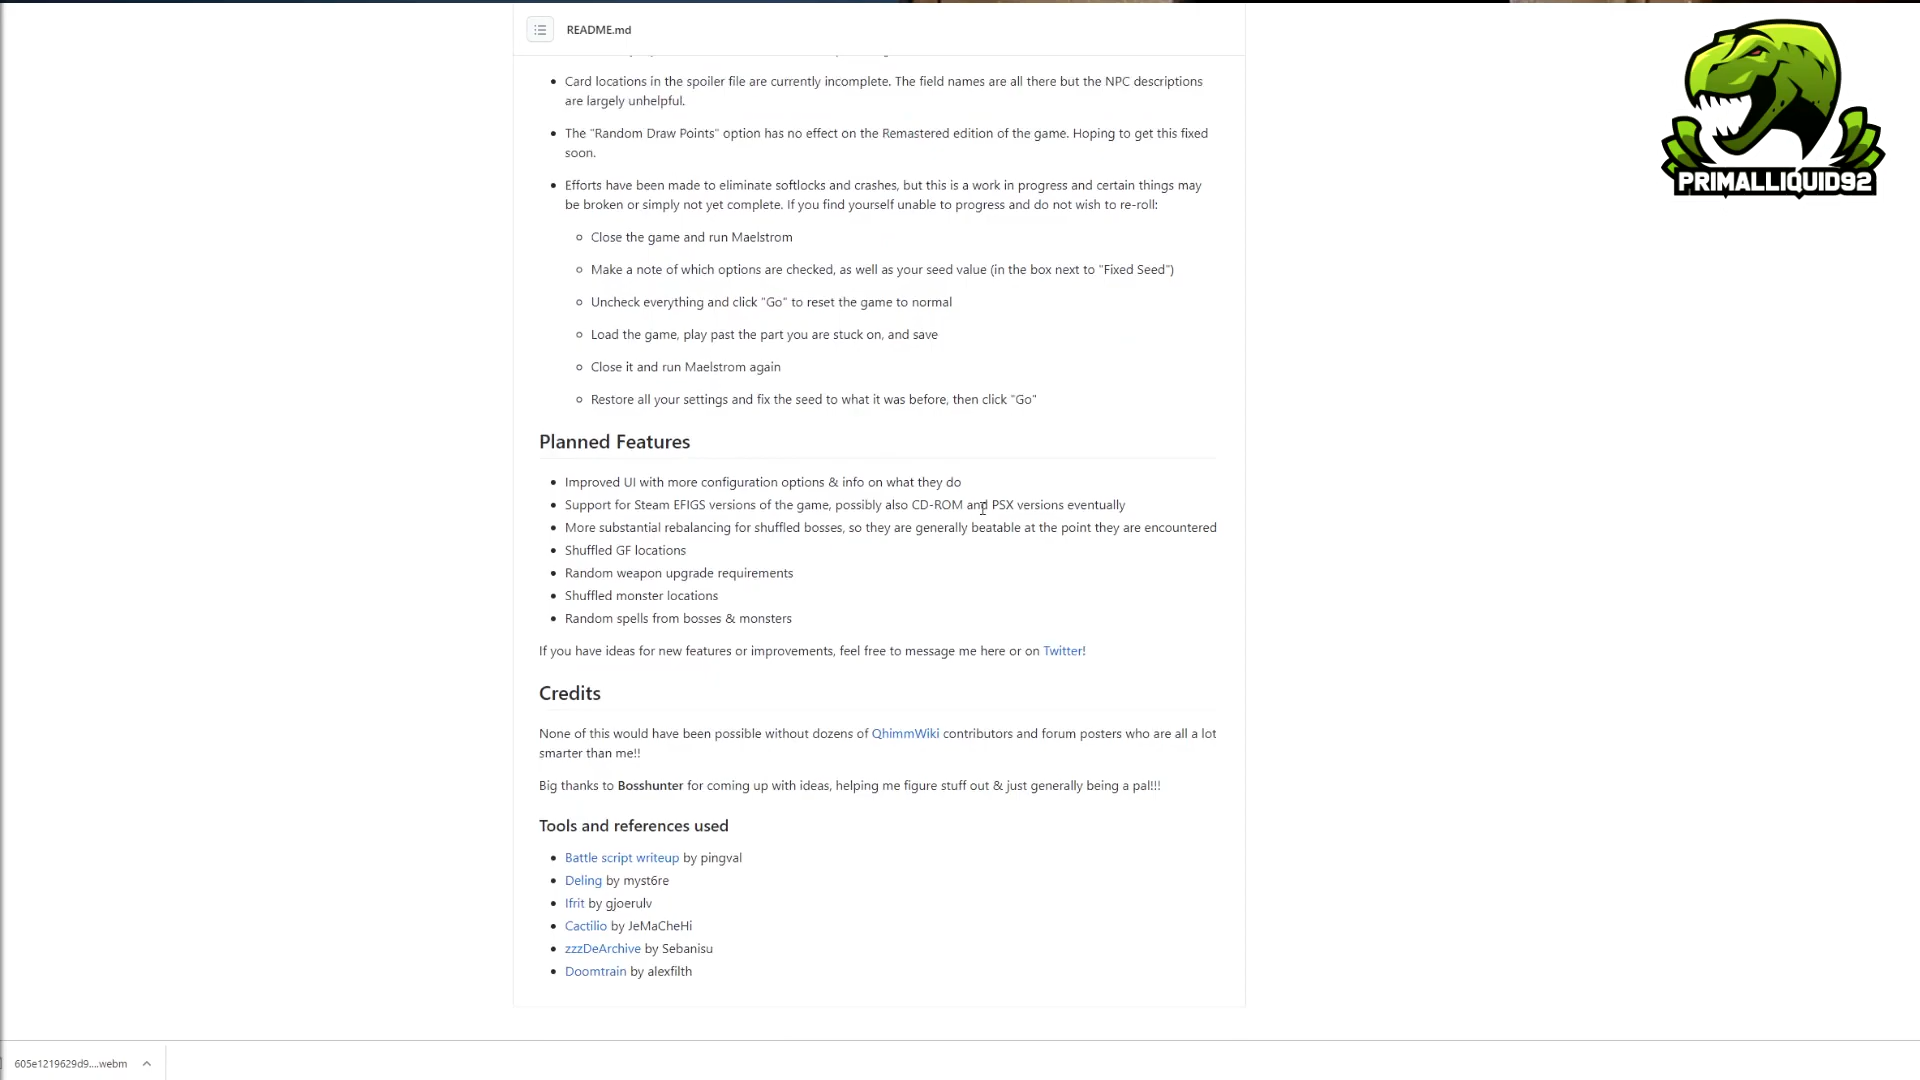 README.md
Card locations in the spoiler file are currently incomplete. The field names are all there but the NPC descriptions
are largely unhelpful.
The "Random Draw Points" option has no effect on the Remastered edition of the game. Hoping to get this fixed
soon.
Efforts have been made to eliminate softlocks and crashes, but this is a work in progress and certain things may
be broken or simply not yet complete. If you find yourself unable to progress and do not wish to re-roll:
Close the game and run Maelstrom
Make a note of which options are checked, as well as your seed value (in the box next to "Fixed Seed")
Uncheck everything and click "Go" to reset the game to normal
Load the game, play past the part you are stuck on, and save
Close it and run Maelstrom again
Restore all your settings and fix the seed to what it was before, then click "Go"
Planned Features
Improved UI with more configuration options & info on what they do
Support for Steam EFIGS versions of the game, possibly also CD-ROM and PSX versions eventually
More substantial rebalancing for shuffled bosses, so they are generally beatable at the point they are encountered
Shuffled GF locations
Random weapon upgrade requirements
Shuffled monster locations
Random spells from bosses & monsters
If you have ideas for new features or improvements, feel free to message me here or on Twitter!
Credits
None of this would have been possible without dozens of QhimmWiki contributors and forum posters who are all a lot
smarter than me!!
Big thanks to Bosshunter for coming up with ideas, helping me figure stuff out & just generally being a pal!!!
Tools and references used
Battle script writeup by pingval
Deling by myst6re
Ifrit by gjoerulv
Cactilio by JeMaCheHi
zzzDeArchive by Sebanisu
Doomtrain by alexfilth
605e1219629d9....webm
PRIMALLIQUID92